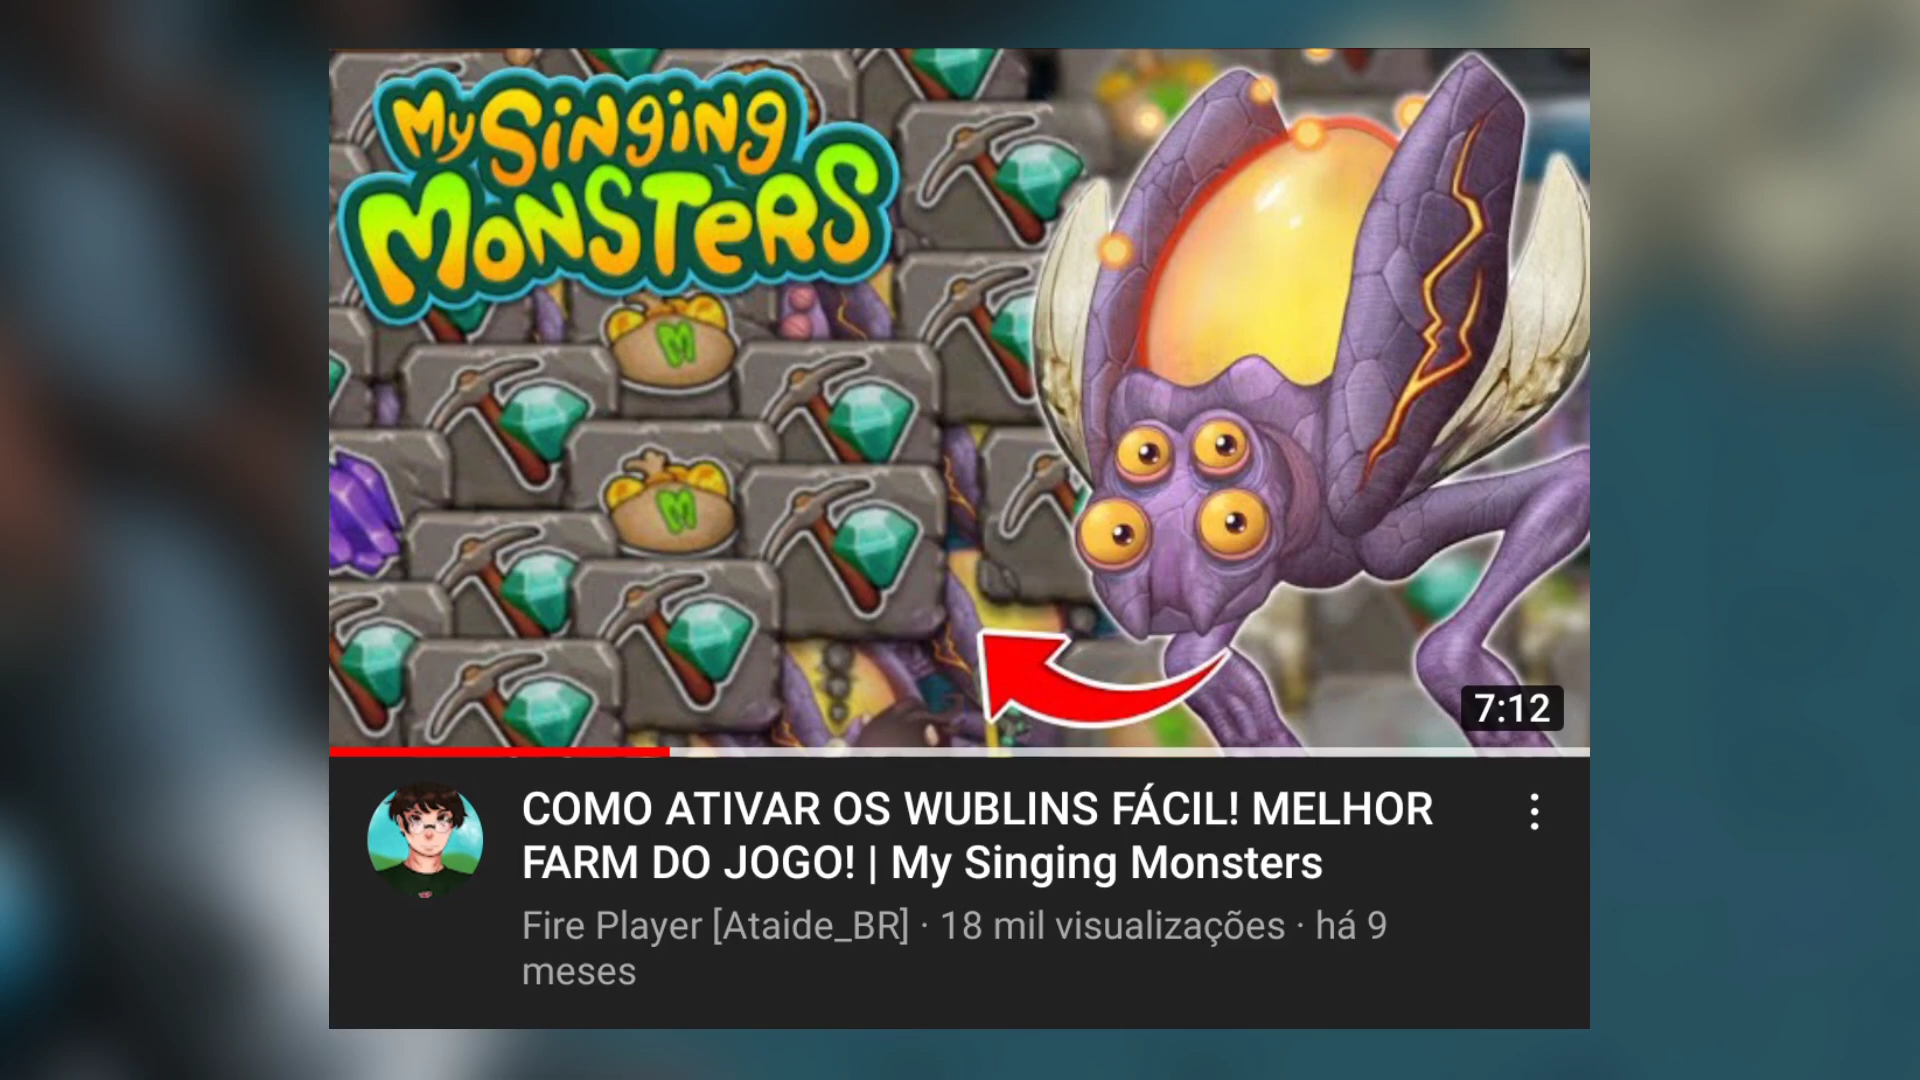 My Singing
MONSTERS
M
M
7:12
COMO ATIVAR OS WUBLINS FÁCIL! MELHOR
FARM DO JOGO! | My Singing Monsters
Fire Player [Ataide_BR] · 18 mil visualizações · há 9
meses